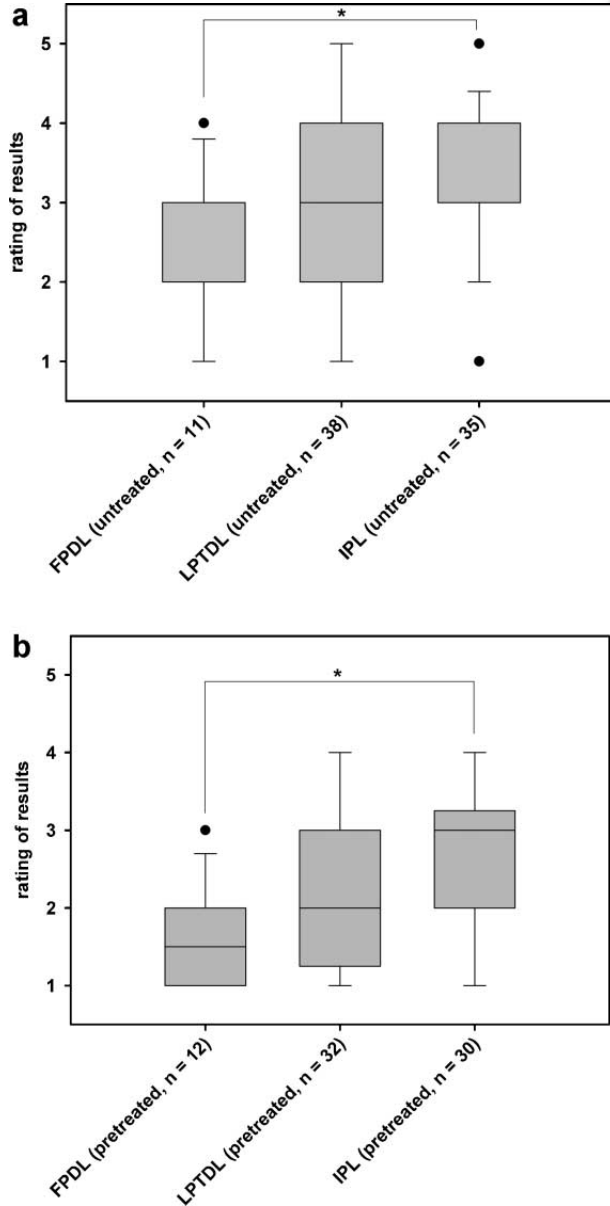 a
*
5
4
3
2
1
rating of results
FPDL (untreated, n = 11)
LPTDL (untreated, n = 38)
IPL (untreated, n = 35)
b
*
5
4
3
2
1
rating of results
FPDL (pretreated, n = 12)
LPTDL (pretreated, n = 32)
IPL (pretreated, n = 30)